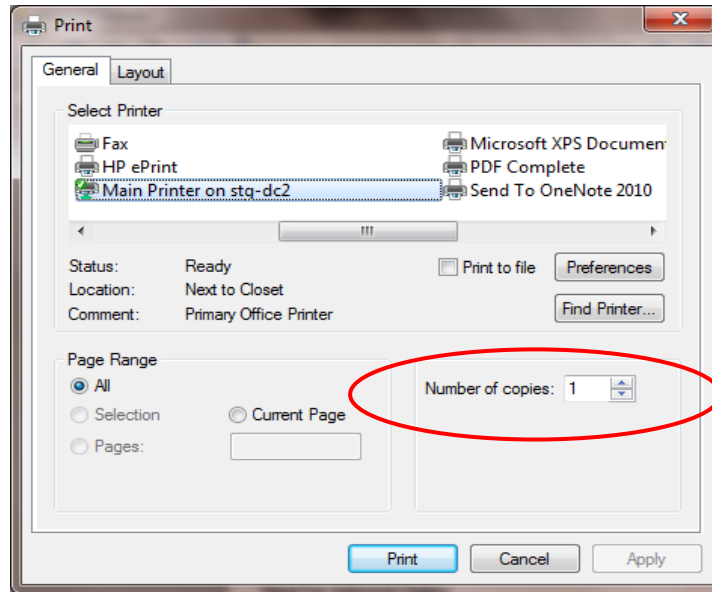 Print
General Layout
Select Printer
Fax Microsoft XPS Documen
HP ePrint PDF Complete
Main Printer on stg-dc2 Send To OneNote 2010
Status: Ready Print to file Preferences
Location: Next to Closet
Comment: Primary Office Printer Find Printer...
Page Range
All Number of copies: 1
Selection Current Page
Pages:
Print Cancel Apply